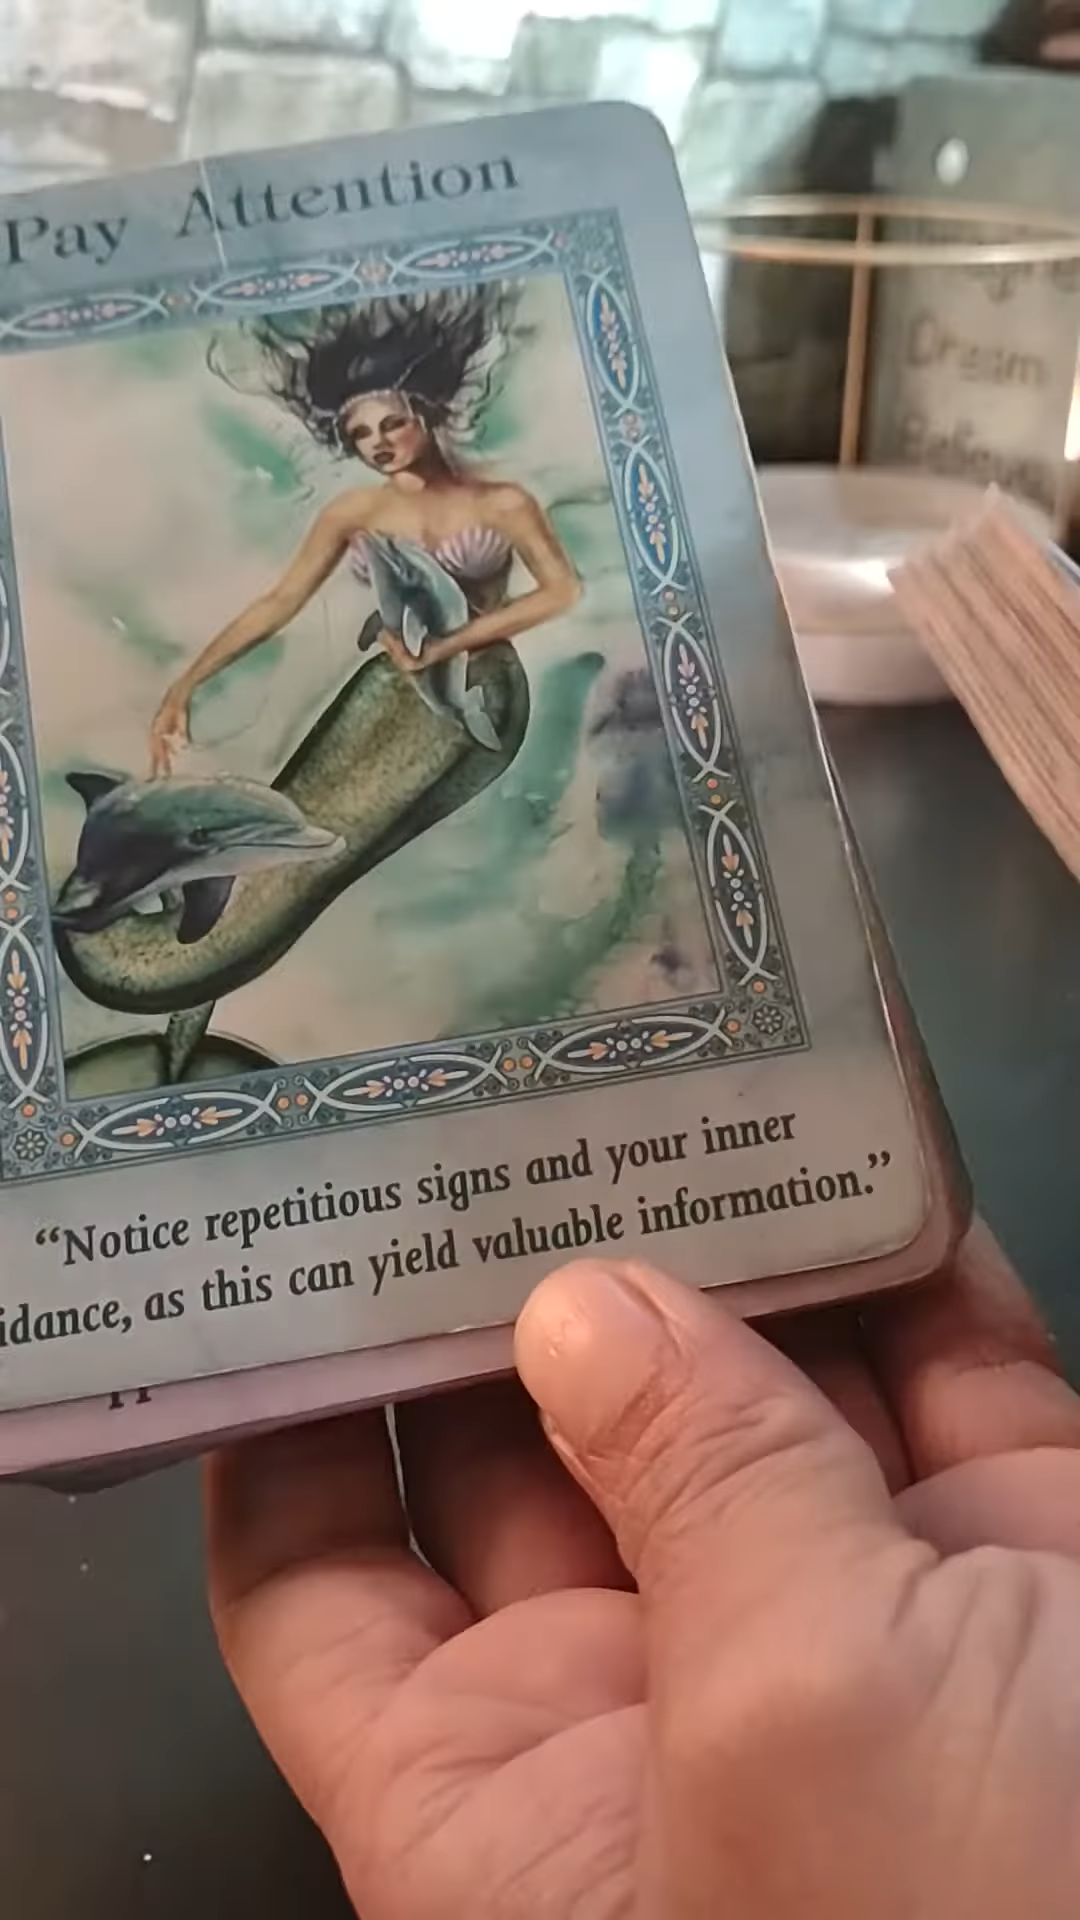 Pay Attention
Dream
Believe
“Notice repetitious signs and your inner
idance, as this can yield valuable information.”